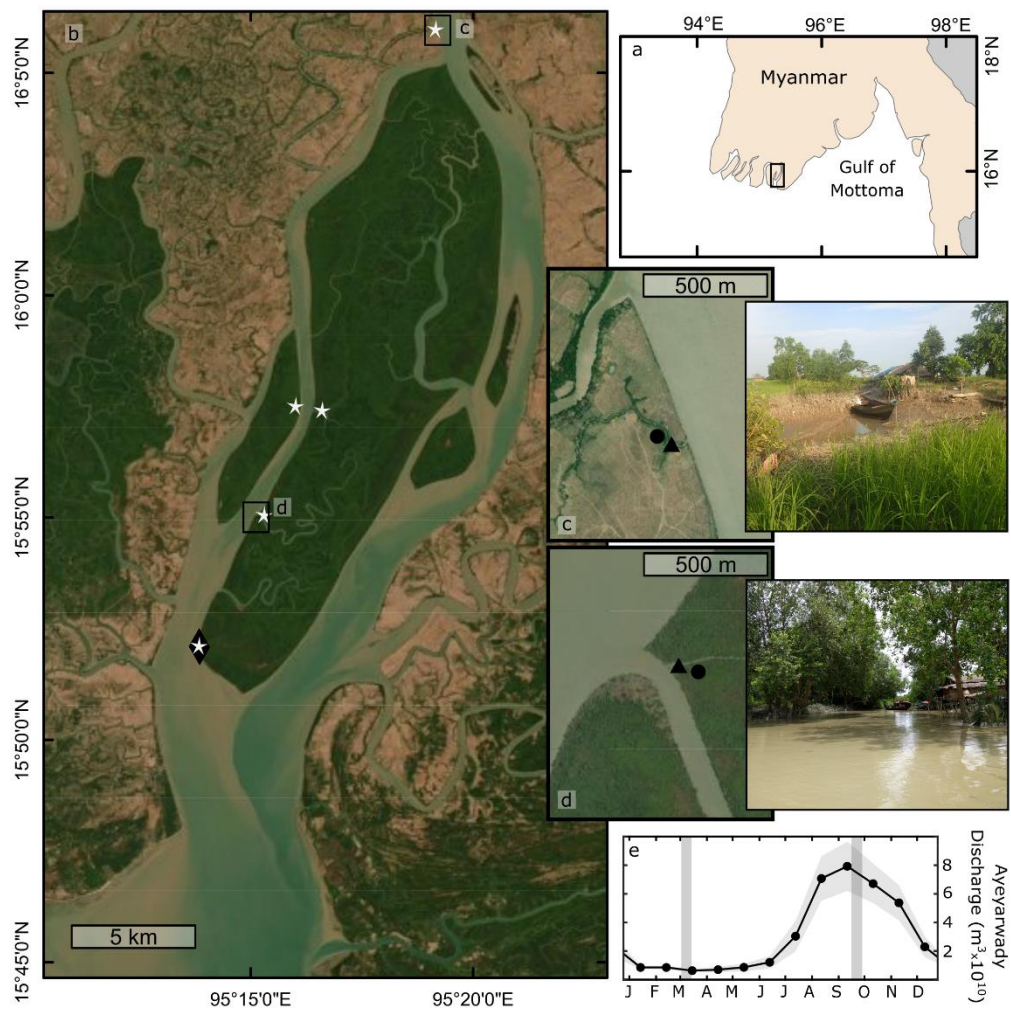 b
c
d
16°5'0"N
16°0'0"N
15°55'0"N
15°50'0"N
15°45'0"N
5 km
95°15'0"E
95°20'0"E
94°E
96°E
98°E
a
Myanmar
Gulf of
Mottoma
18°N
16°N
500 m
c
500 m
d
e
8
6
4
2
Ayeyarwady
Discharge (m³x10¹⁰)
J F M A M J J A S O N D